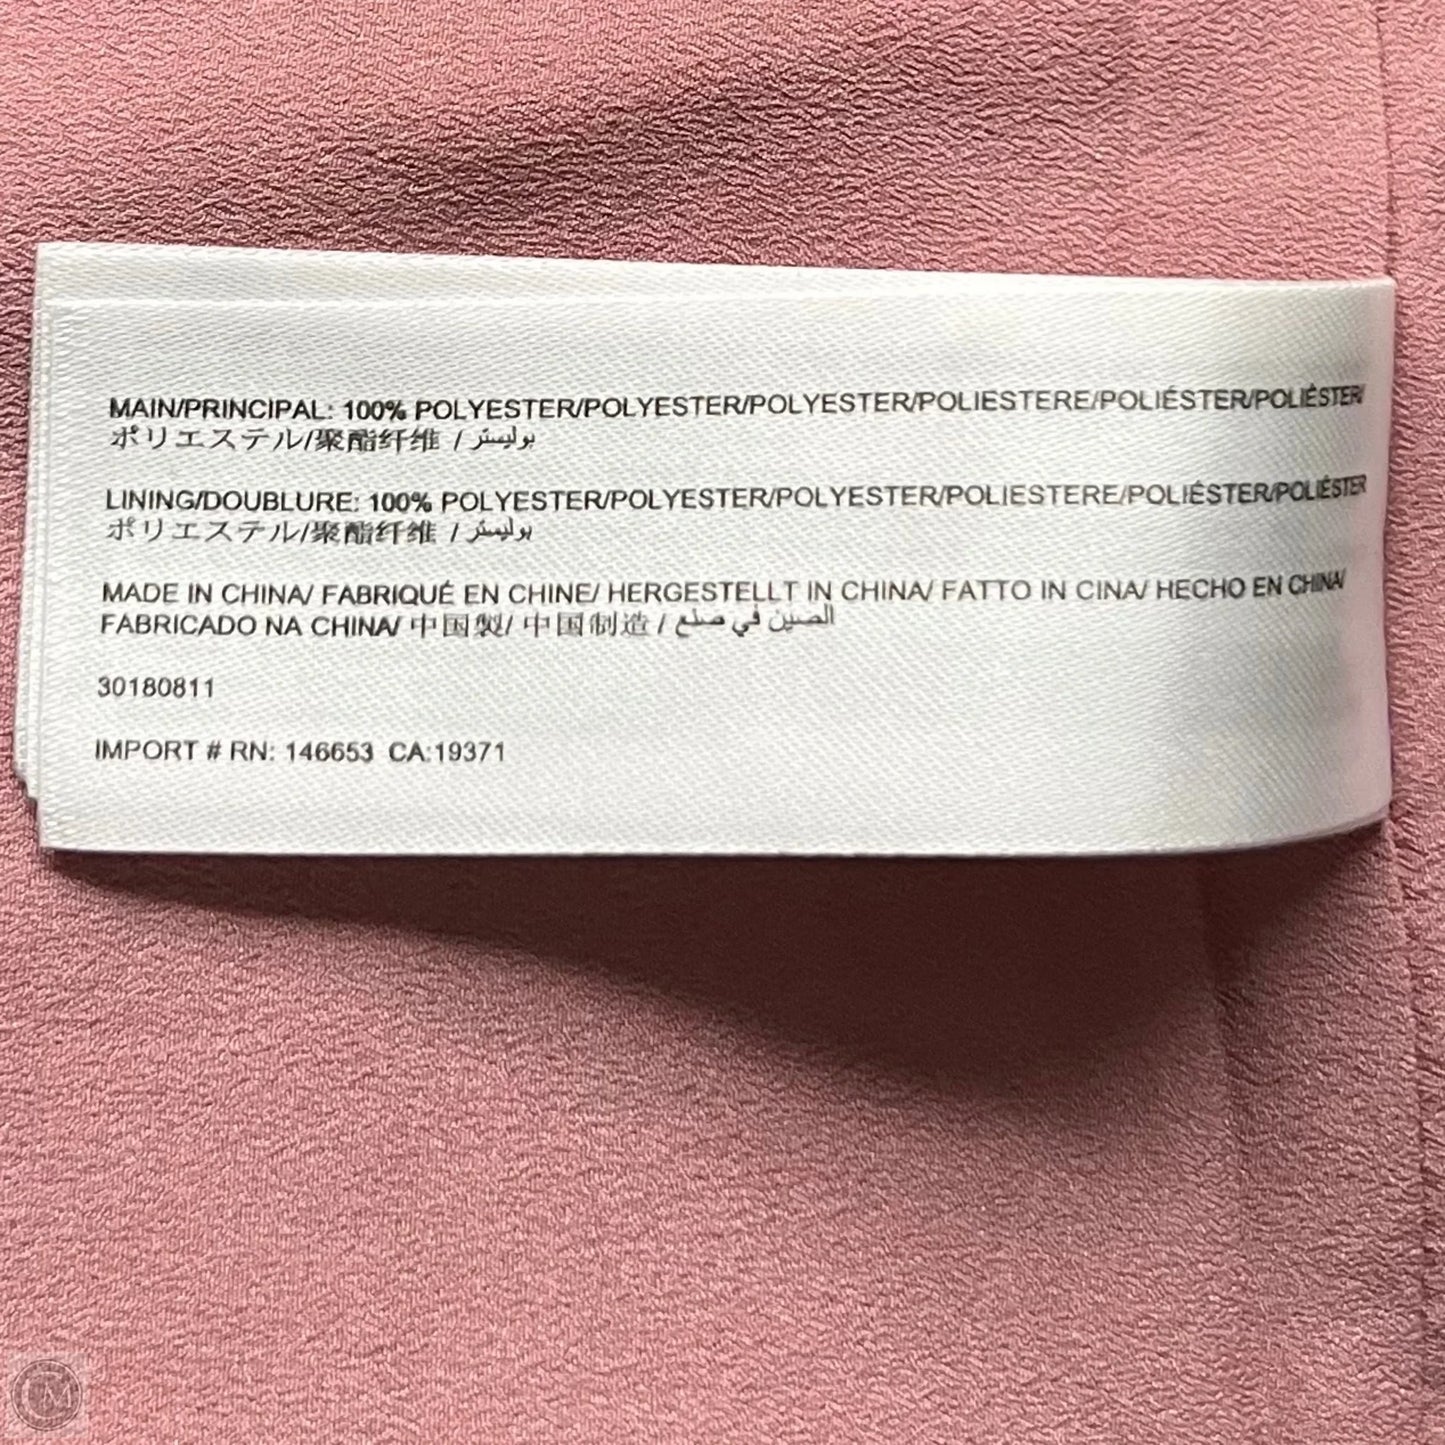 MAIN/PRINCIPAL: 100% POLYESTER/POLYESTER/POLYESTER/POLIESTERE/POLIÉSTER/POLIÉSTER/
ポリエステル/聚酯纤维 / بوليستر
LINING/DOUBLURE: 100% POLYESTER/POLYESTER/POLYESTER/POLIESTERE/POLIÉSTER/POLIÉSTER
ポリエステル/聚酯纤维 / بوليستر
MADE IN CHINA/ FABRIQUÉ EN CHINE/ HERGESTELLT IN CHINA/ FATTO IN CINA/ HECHO EN CHINA/
FABRICADO NA CHINA/ 中国製/ 中国制造 / الصين في صنع
30180811
IMPORT # RN: 146653 CA:19371
CM